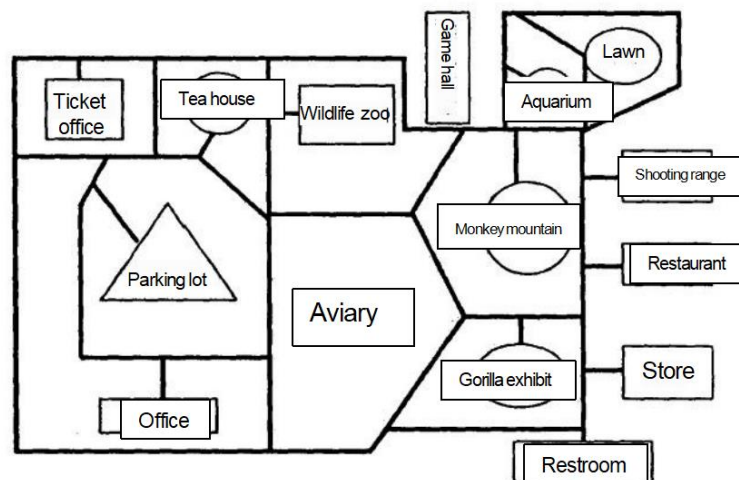 Game hall
Lawn
Ticket
office
Tea house
Wildlife zoo
Aquarium
Shooting range
Monkey mountain
Restaurant
Parking lot
Aviary
Gorilla exhibit
Store
Office
Restroom